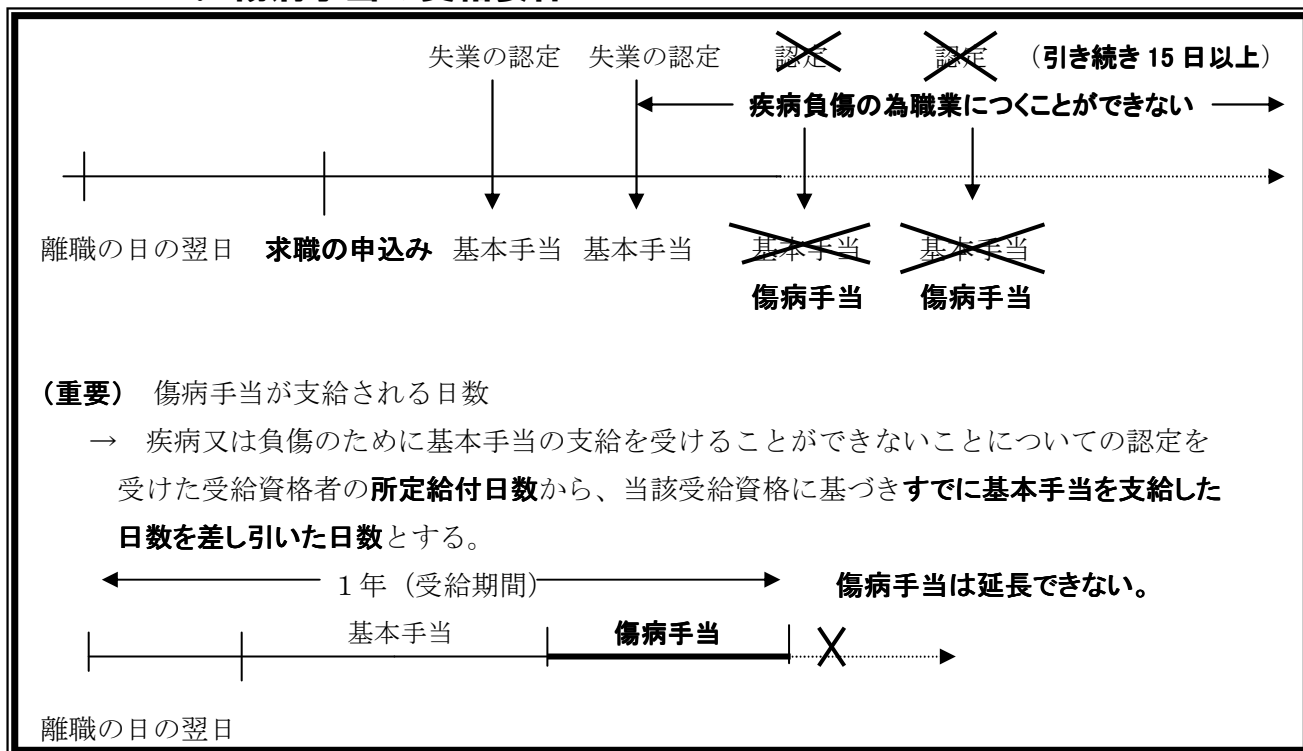 失業の認定 失業の認定 認定 認定 (引き続き 15 日以上)
疾病負傷の為職業につくことができない
離職の日の翌日 求職の申込み 基本手当 基本手当 基本手当 基本手当
傷病手当 傷病手当
(重要) 傷病手当が支給される日数
→ 疾病又は負傷のために基本手当の支給を受けることができないことについての認定を
受けた受給資格者の所定給付日数から、当該受給資格に基づきすでに基本手当を支給した
日数を差し引いた日数とする。
1年(受給期間) 傷病手当は延長できない。
基本手当 傷病手当
離職の日の翌日